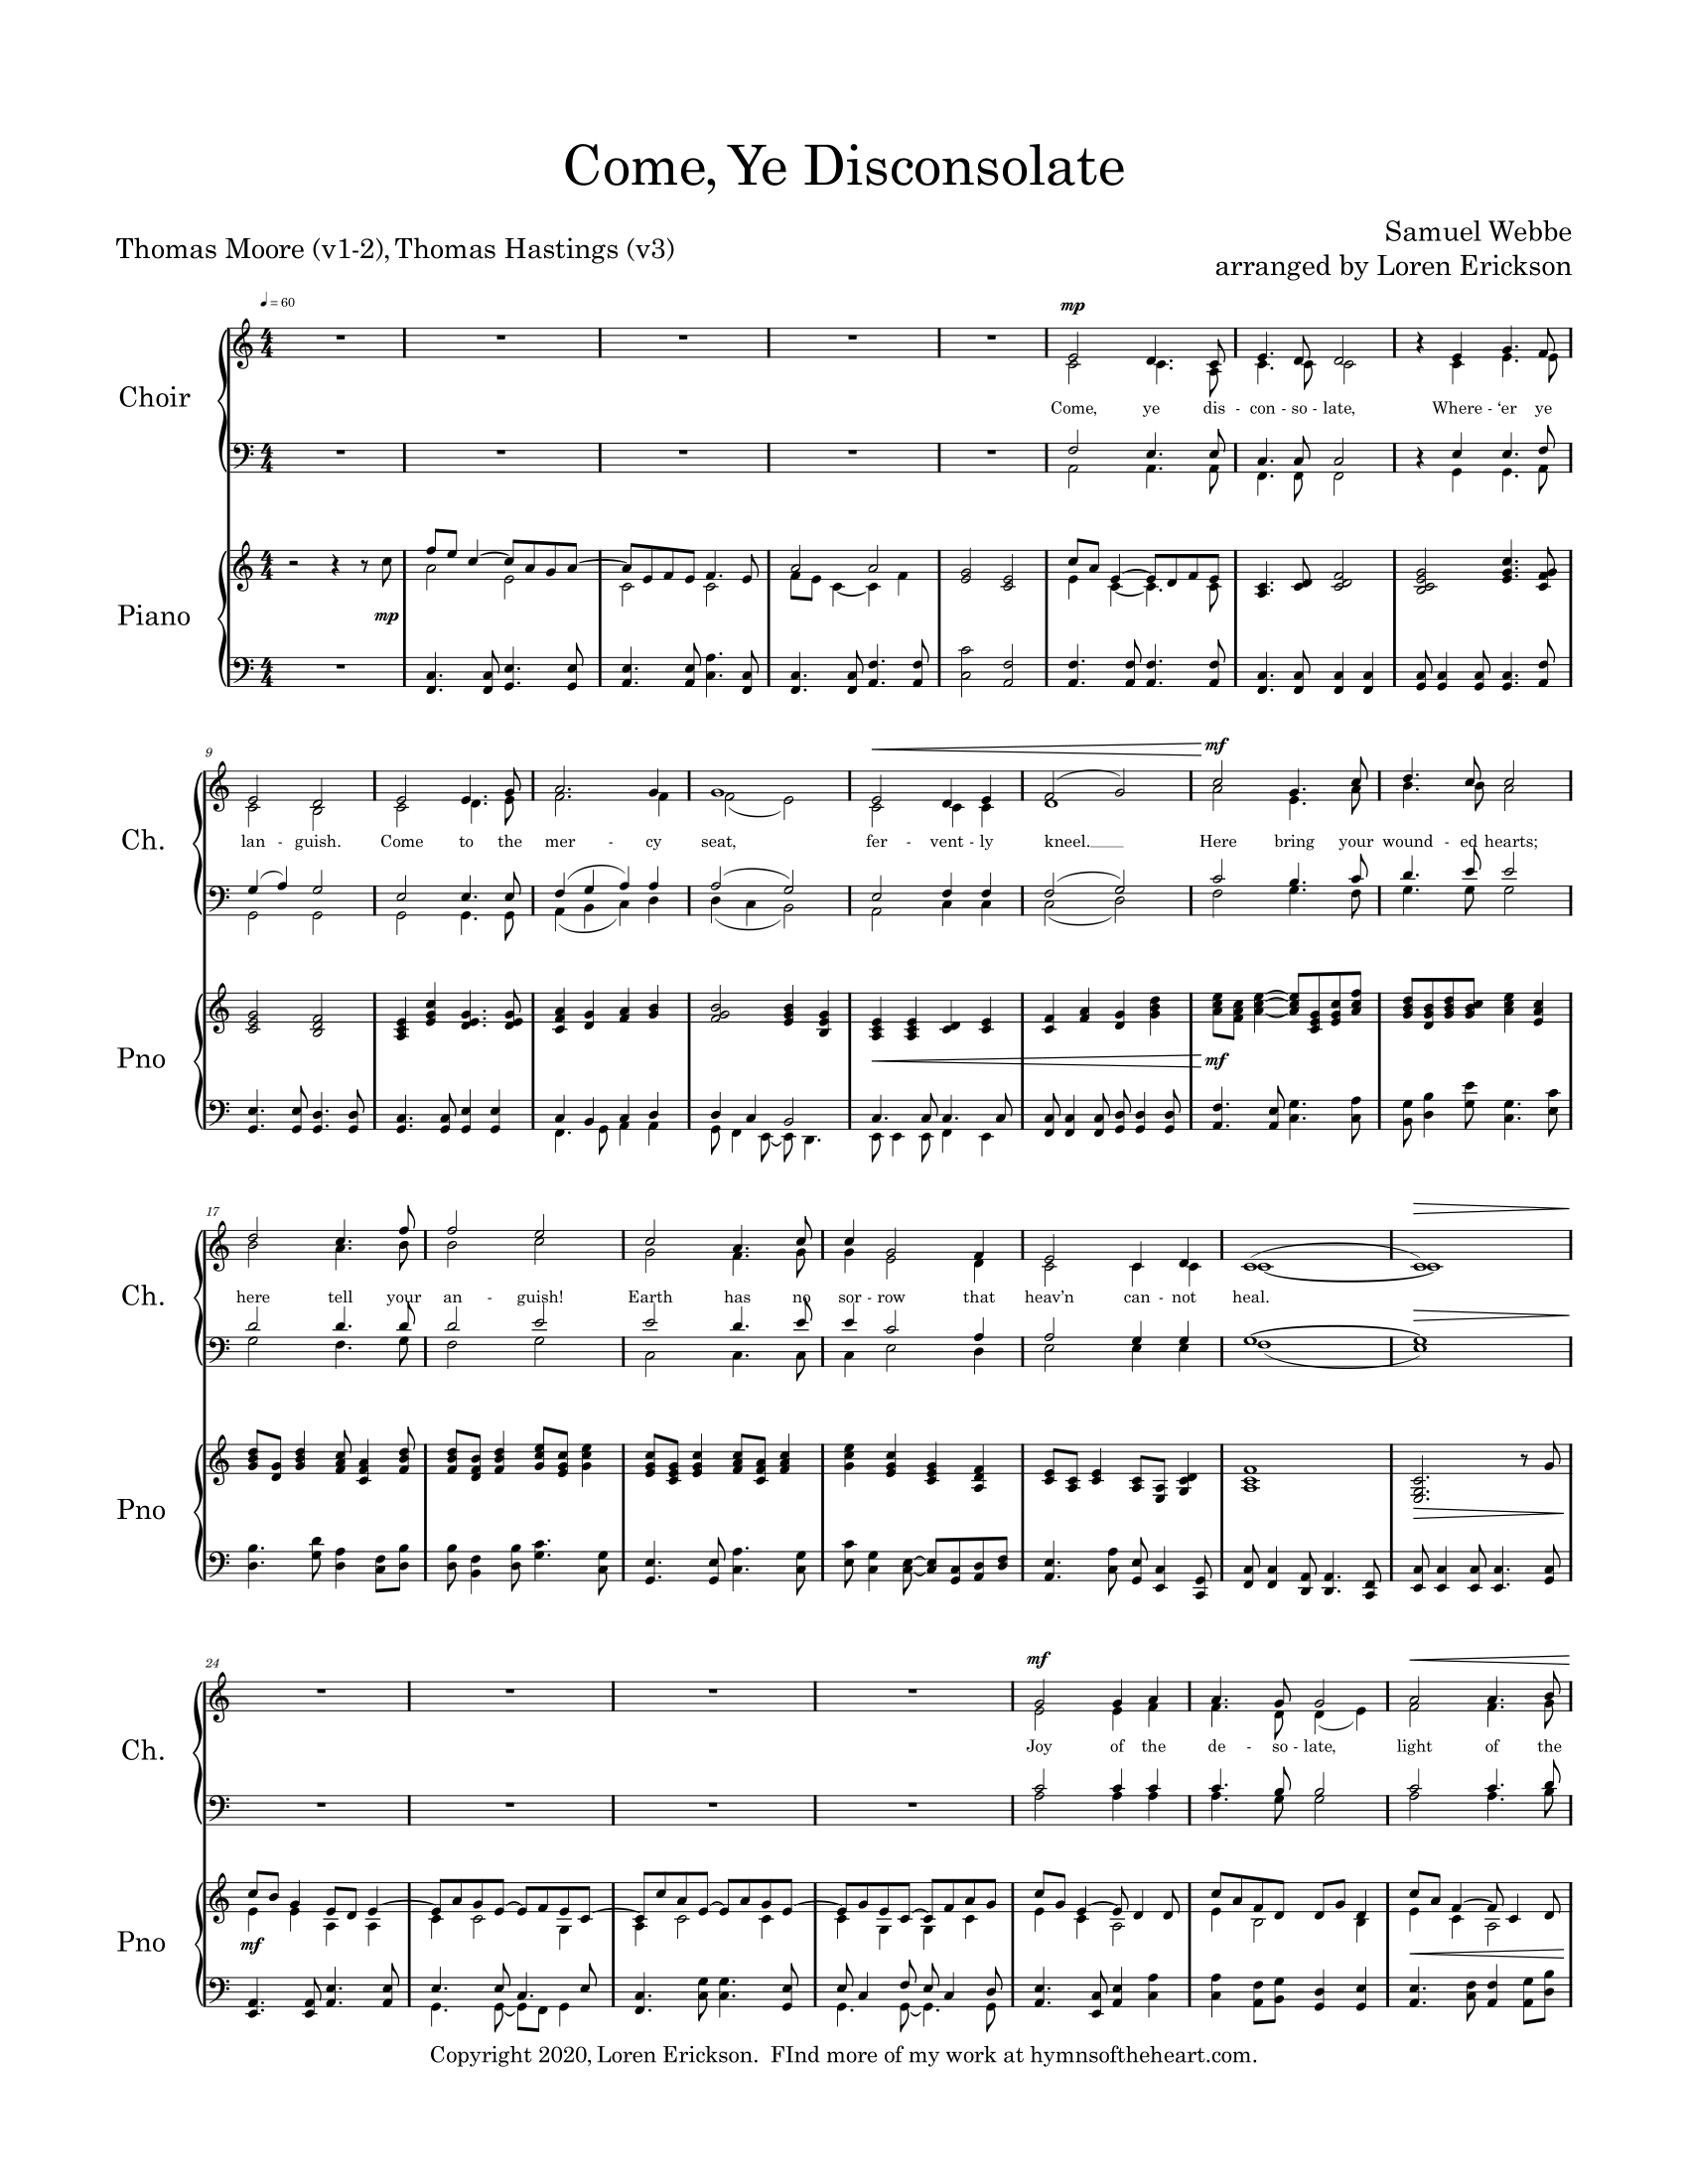 Come, Ye Disconsolate
Thomas Moore (v1-2), Thomas Hastings (v3)
Samuel Webbe
arranged by Loren Erickson
= 60
mp
Choir
Come, ye dis - con - so - late, Where - ‘er ye
Piano
mp
9
mf
Ch.
lan - guish. Come to the mer - cy seat, fer - vent - ly kneel. Here bring your wound - ed hearts;
Pno
mf
17
Ch.
here tell your an - guish! Earth has no sor - row that heav’n can - not heal.
Pno
24
mf
Ch.
Joy of the de - so - late, light of the
Pno
mf
Copyright 2020, Loren Erickson. FInd more of my work at hymnsoftheheart.com.